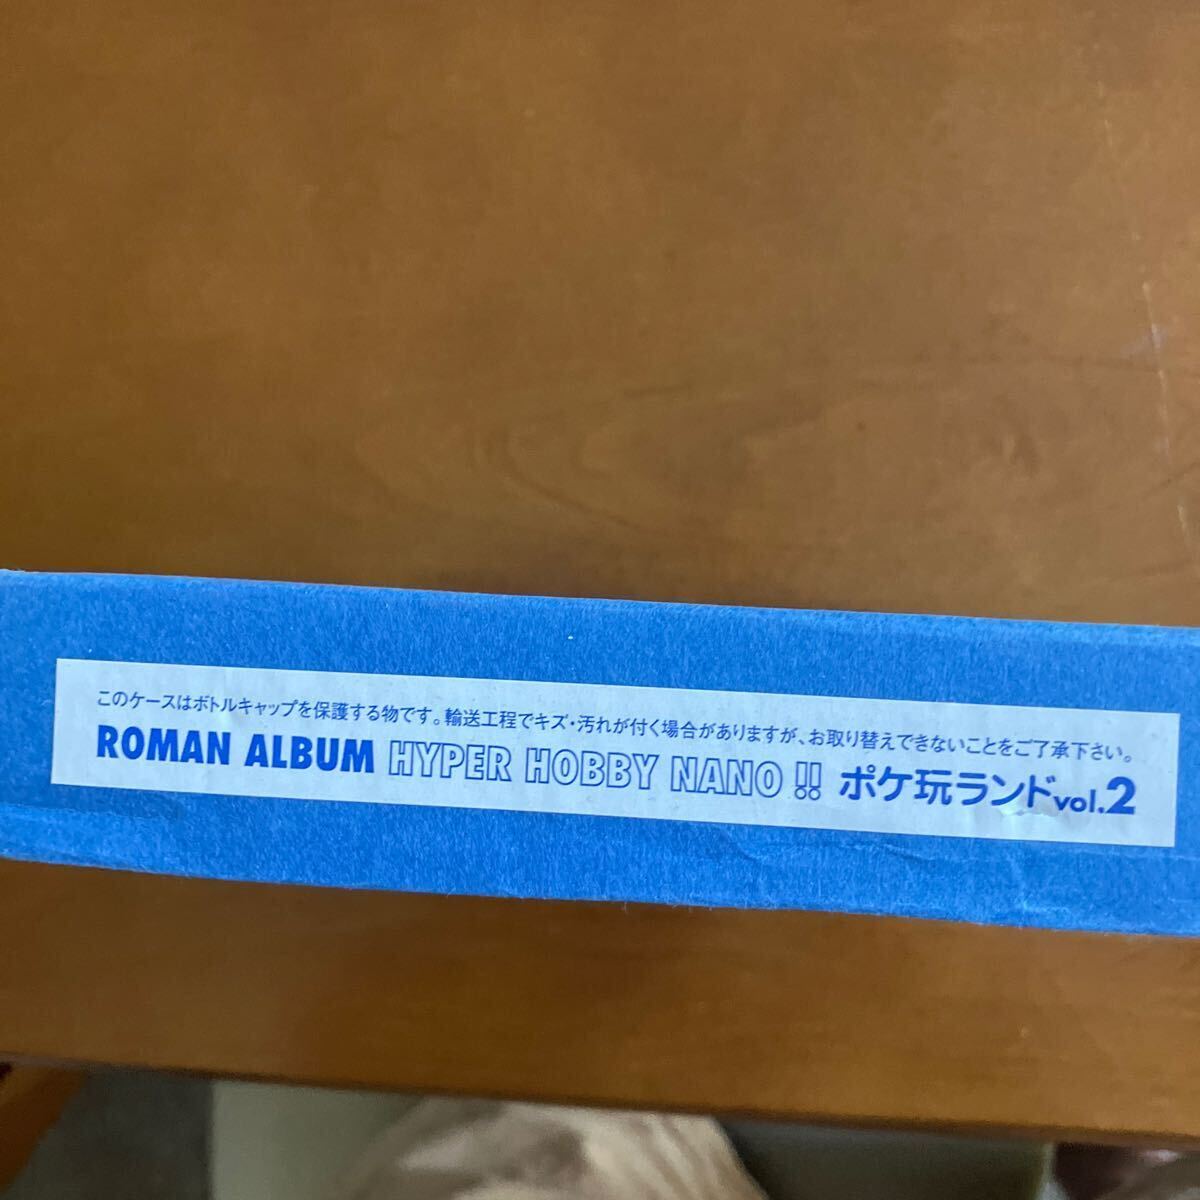 このケースはボトルキャップを保護する物です。輸送工程でキズ・汚れが付く場合がありますが、お取り替えできないことをご了承下さい。
ROMAN ALBUM HYPER HOBBY NANO!! ポケ玩ランドvol.2